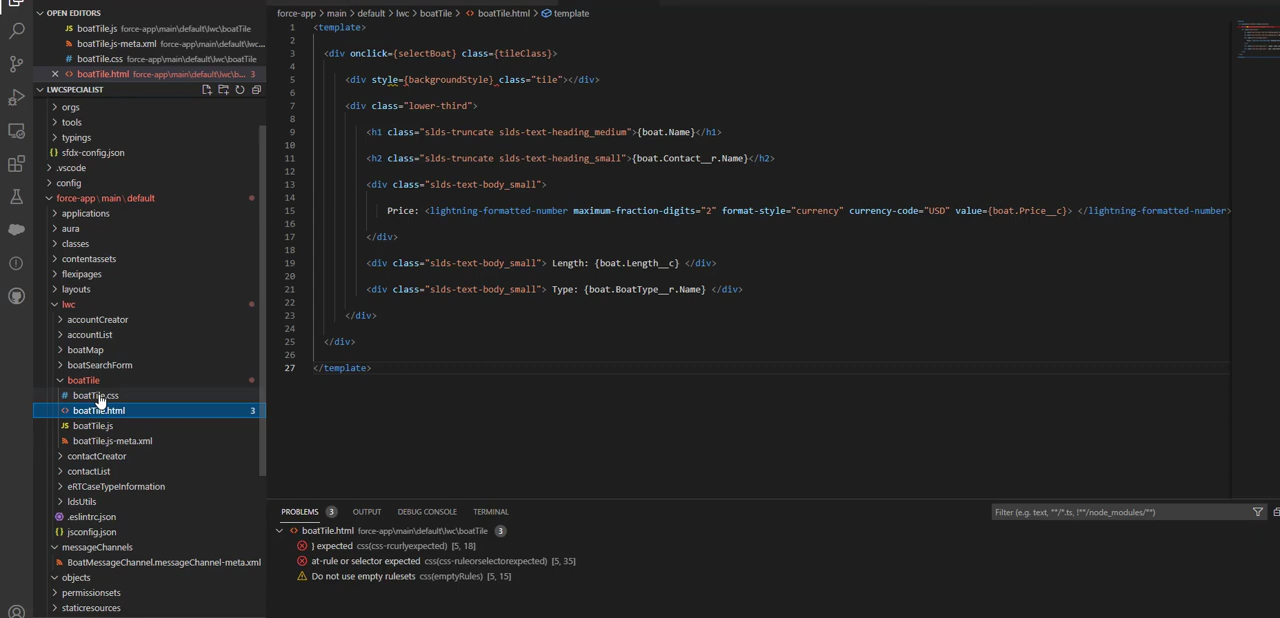 OPEN EDITORS
JS boatTile.js force-app\main\default\lwc\boatTile
boatTile.js-meta.xml force-app\main\default\lwc...
# boatTile.css force-app\main\default\lwc\boatTile
<> boatTile.html force-app\main\default\lwc\b... 3
LWCSPECIALIST
orgs
tools
typings
{} sfdx-config.json
.vscode
config
force-app\main\default
applications
aura
classes
contentassets
flexipages
layouts
lwc
accountCreator
accountList
boatMap
boatSearchForm
boatTile
# boatTile.css
<> boatTile.html 3
JS boatTile.js
boatTile.js-meta.xml
contactCreator
contactList
eRTCaseTypeInformation
ldsUtils
.eslintrc.json
{} jsconfig.json
messageChannels
BoatMessageChannel.messageChannel-meta.xml
objects
permissionsets
staticresources
force-app > main > default > lwc > boatTile > <> boatTile.html > template
1 <template>
2
3 <div onclick={selectBoat} class={tileClass}>
4
5 <div style={backgroundStyle} class="tile"></div>
6
7 <div class="lower-third">
8
9 <h1 class="slds-truncate slds-text-heading_medium">{boat.Name}</h1>
10
11 <h2 class="slds-truncate slds-text-heading_small">{boat.Contact__r.Name}</h2>
12
13 <div class="slds-text-body_small">
14
15 Price: <lightning-formatted-number maximum-fraction-digits="2" format-style="currency" currency-code="USD" value={boat.Price__c}> </lightning-formatted-number>
16
17 </div>
18
19 <div class="slds-text-body_small"> Length: {boat.Length__c} </div>
20
21 <div class="slds-text-body_small"> Type: {boat.BoatType__r.Name} </div>
22
23 </div>
24
25 </div>
26
27 </template>
PROBLEMS 3 OUTPUT DEBUG CONSOLE TERMINAL
Filter (e.g. text, **/*.ts, !**/node_modules/**)
<> boatTile.html force-app\main\default\lwc\boatTile 3
} expected css(css-rcurlyexpected) [5, 18]
at-rule or selector expected css(css-ruleorselectorexpected) [5, 35]
Do not use empty rulesets css(emptyRules) [5, 15]